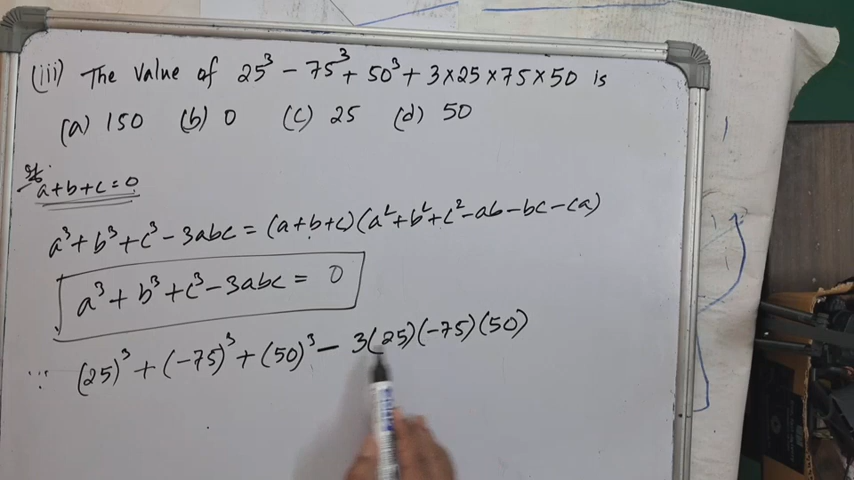 (iii) The value of 25³ - 75³ + 50³ + 3×25×75×50 is
(a) 150 (b) 0 (c) 25 (d) 50
If a+b+c=0
a³+b³+c³-3abc = (a+b+c)(a²+b²+c²-ab-bc-ca)
a³+b³+c³-3abc = 0
∵ (25)³+(-75)³+(50)³- 3(25)(-75)(50)